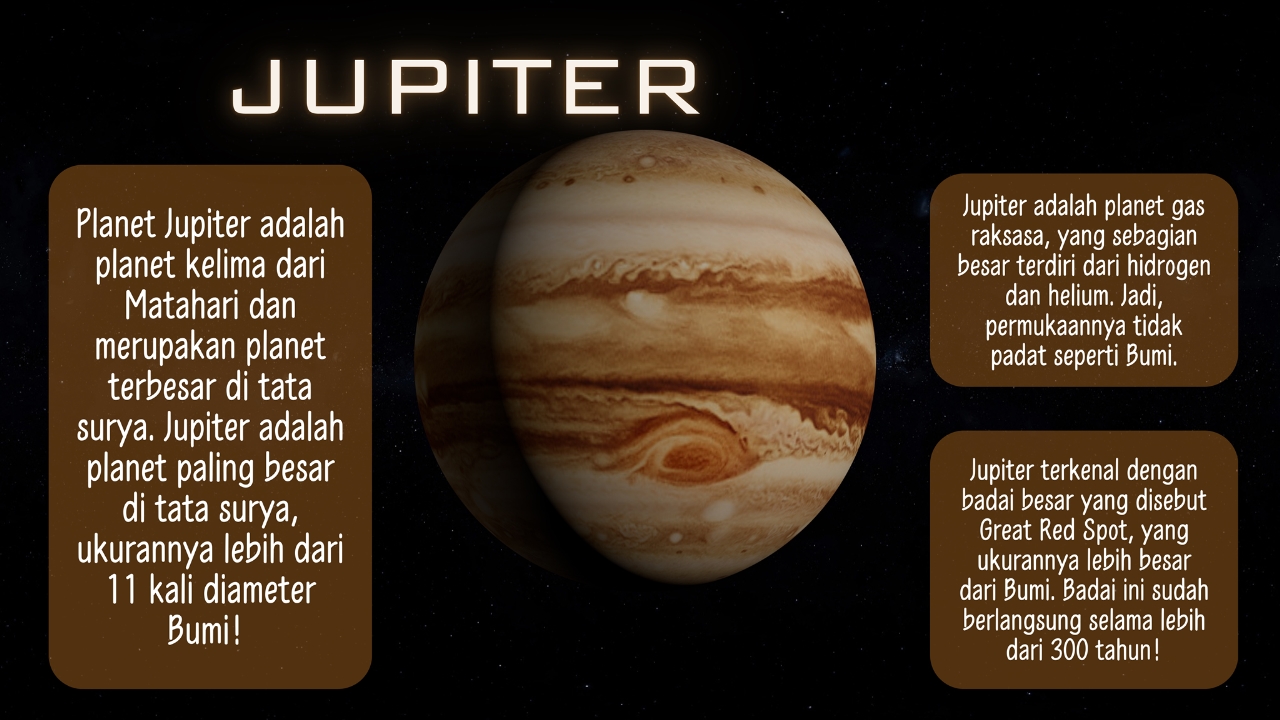 JUPITER
Planet Jupiter adalah
planet kelima dari
Matahari dan
merupakan planet
terbesar di tata
surya. Jupiter adalah
planet paling besar
di tata surya,
ukurannya lebih dari
11 kali diameter
Bumi!
Jupiter adalah planet gas
raksasa, yang sebagian
besar terdiri dari hidrogen
dan helium. Jadi,
permukaannya tidak
padat seperti Bumi.
Jupiter terkenal dengan
badai besar yang disebut
Great Red Spot, yang
ukurannya lebih besar
dari Bumi. Badai ini sudah
berlangsung selama lebih
dari 300 tahun!